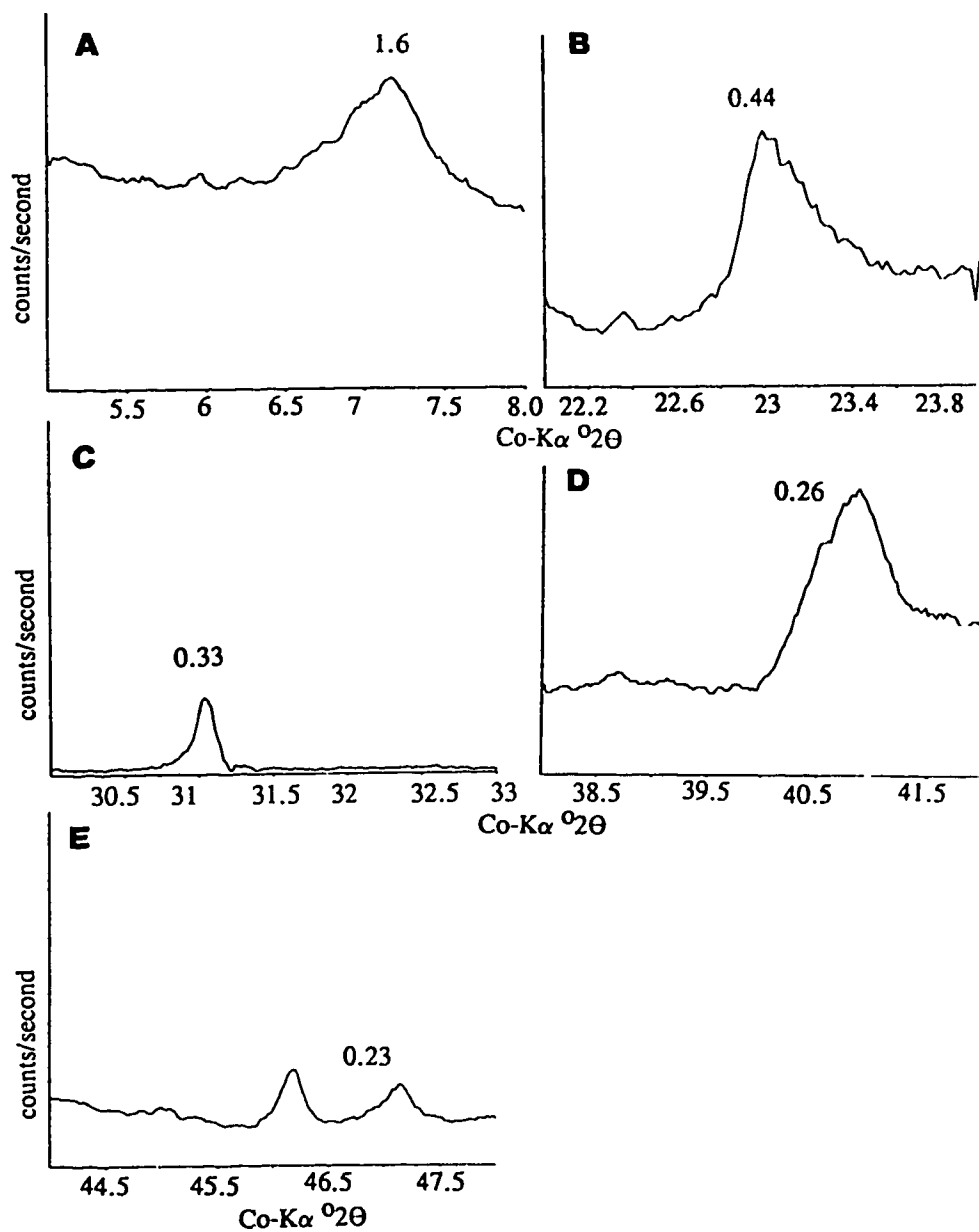 A
1.6
counts/second
5.5 6 6.5 7 7.5 8.0
B
0.44
22.2 22.6 23 23.4 23.8
Co-Kα °2Θ
C
0.33
counts/second
30.5 31 31.5 32 32.5 33
D
0.26
38.5 39.5 40.5 41.5
Co-Kα °2Θ
E
0.23
counts/second
44.5 45.5 46.5 47.5
Co-Kα °2Θ